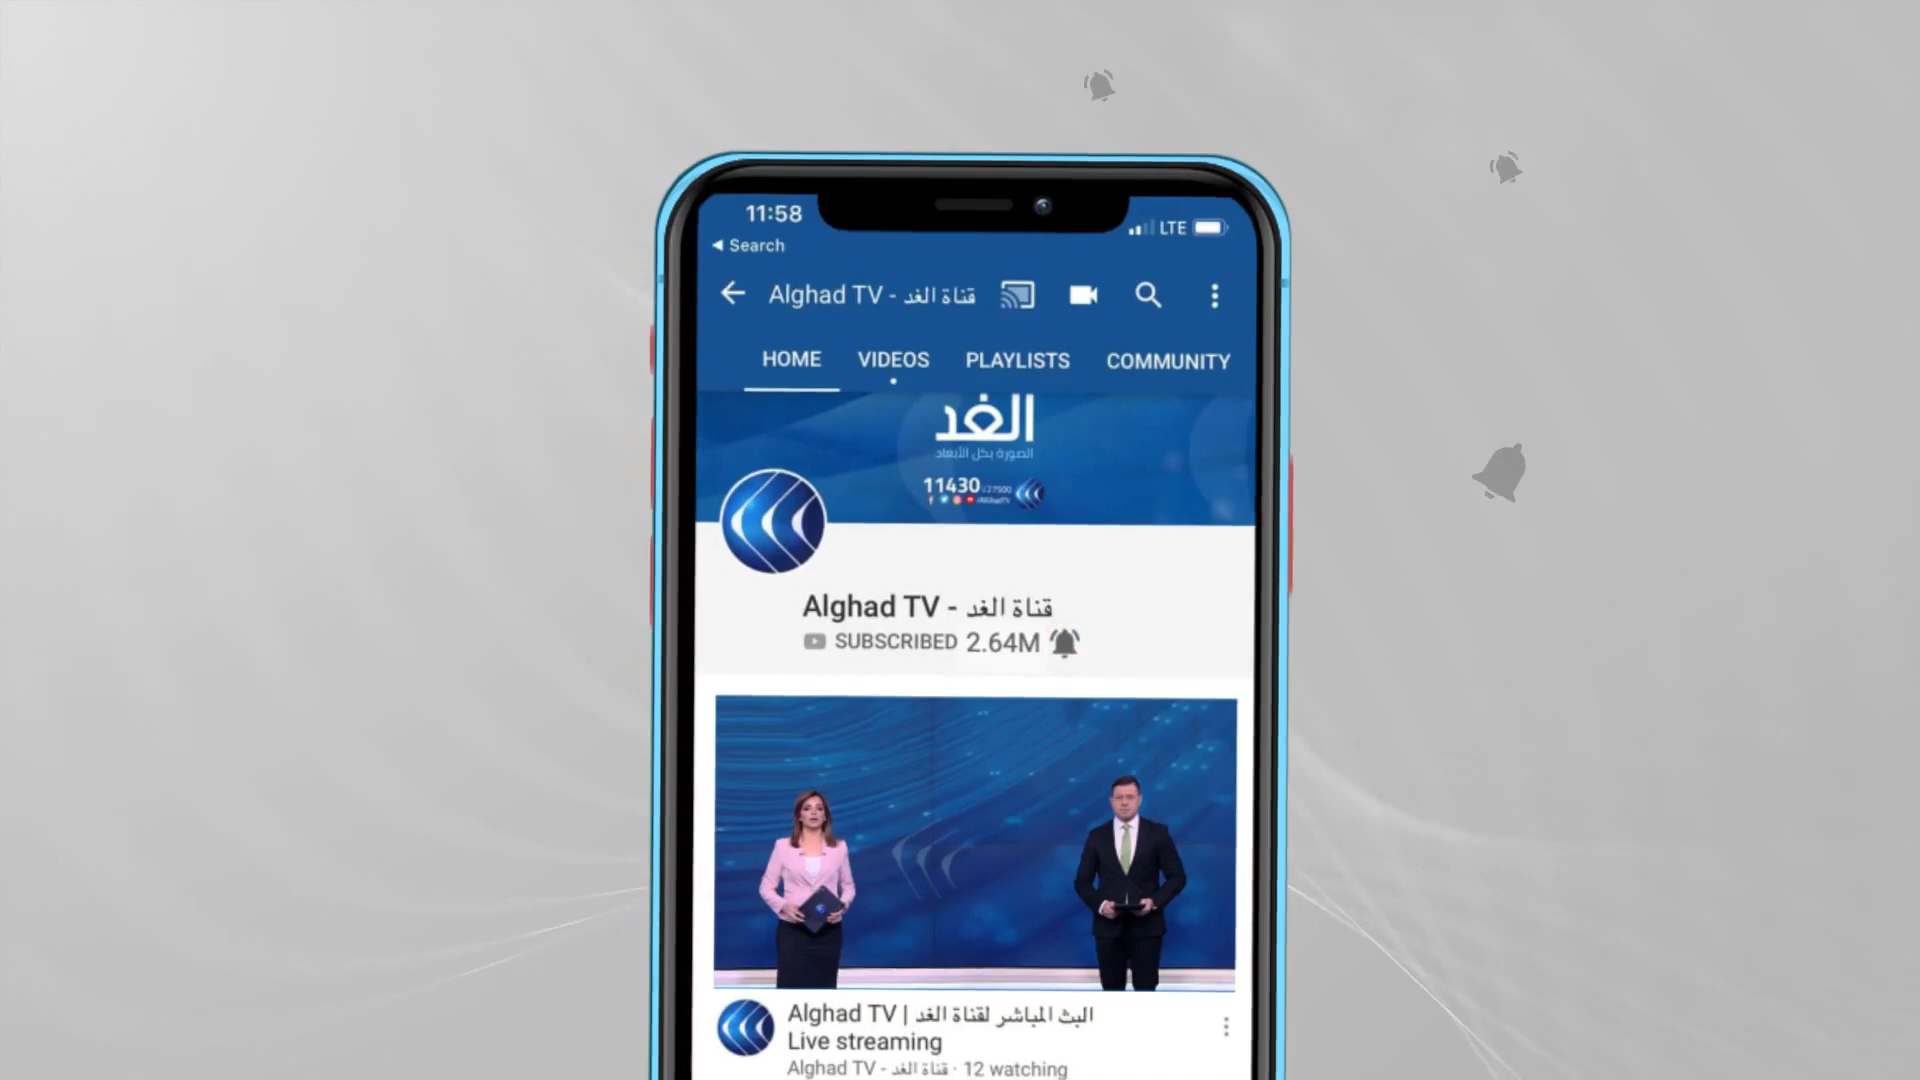 11:58
LTE
◀ Search
Alghad TV - قناة الغد
HOME VIDEOS PLAYLISTS COMMUNITY
الغد
الصورة بكل الأبعاد
11430 27500
/AlGhadTV
Alghad TV - قناة الغد
SUBSCRIBED 2.64M
Alghad TV | البث المباشر لقناة الغد
Live streaming
Alghad TV - قناة الغد · 12 watching